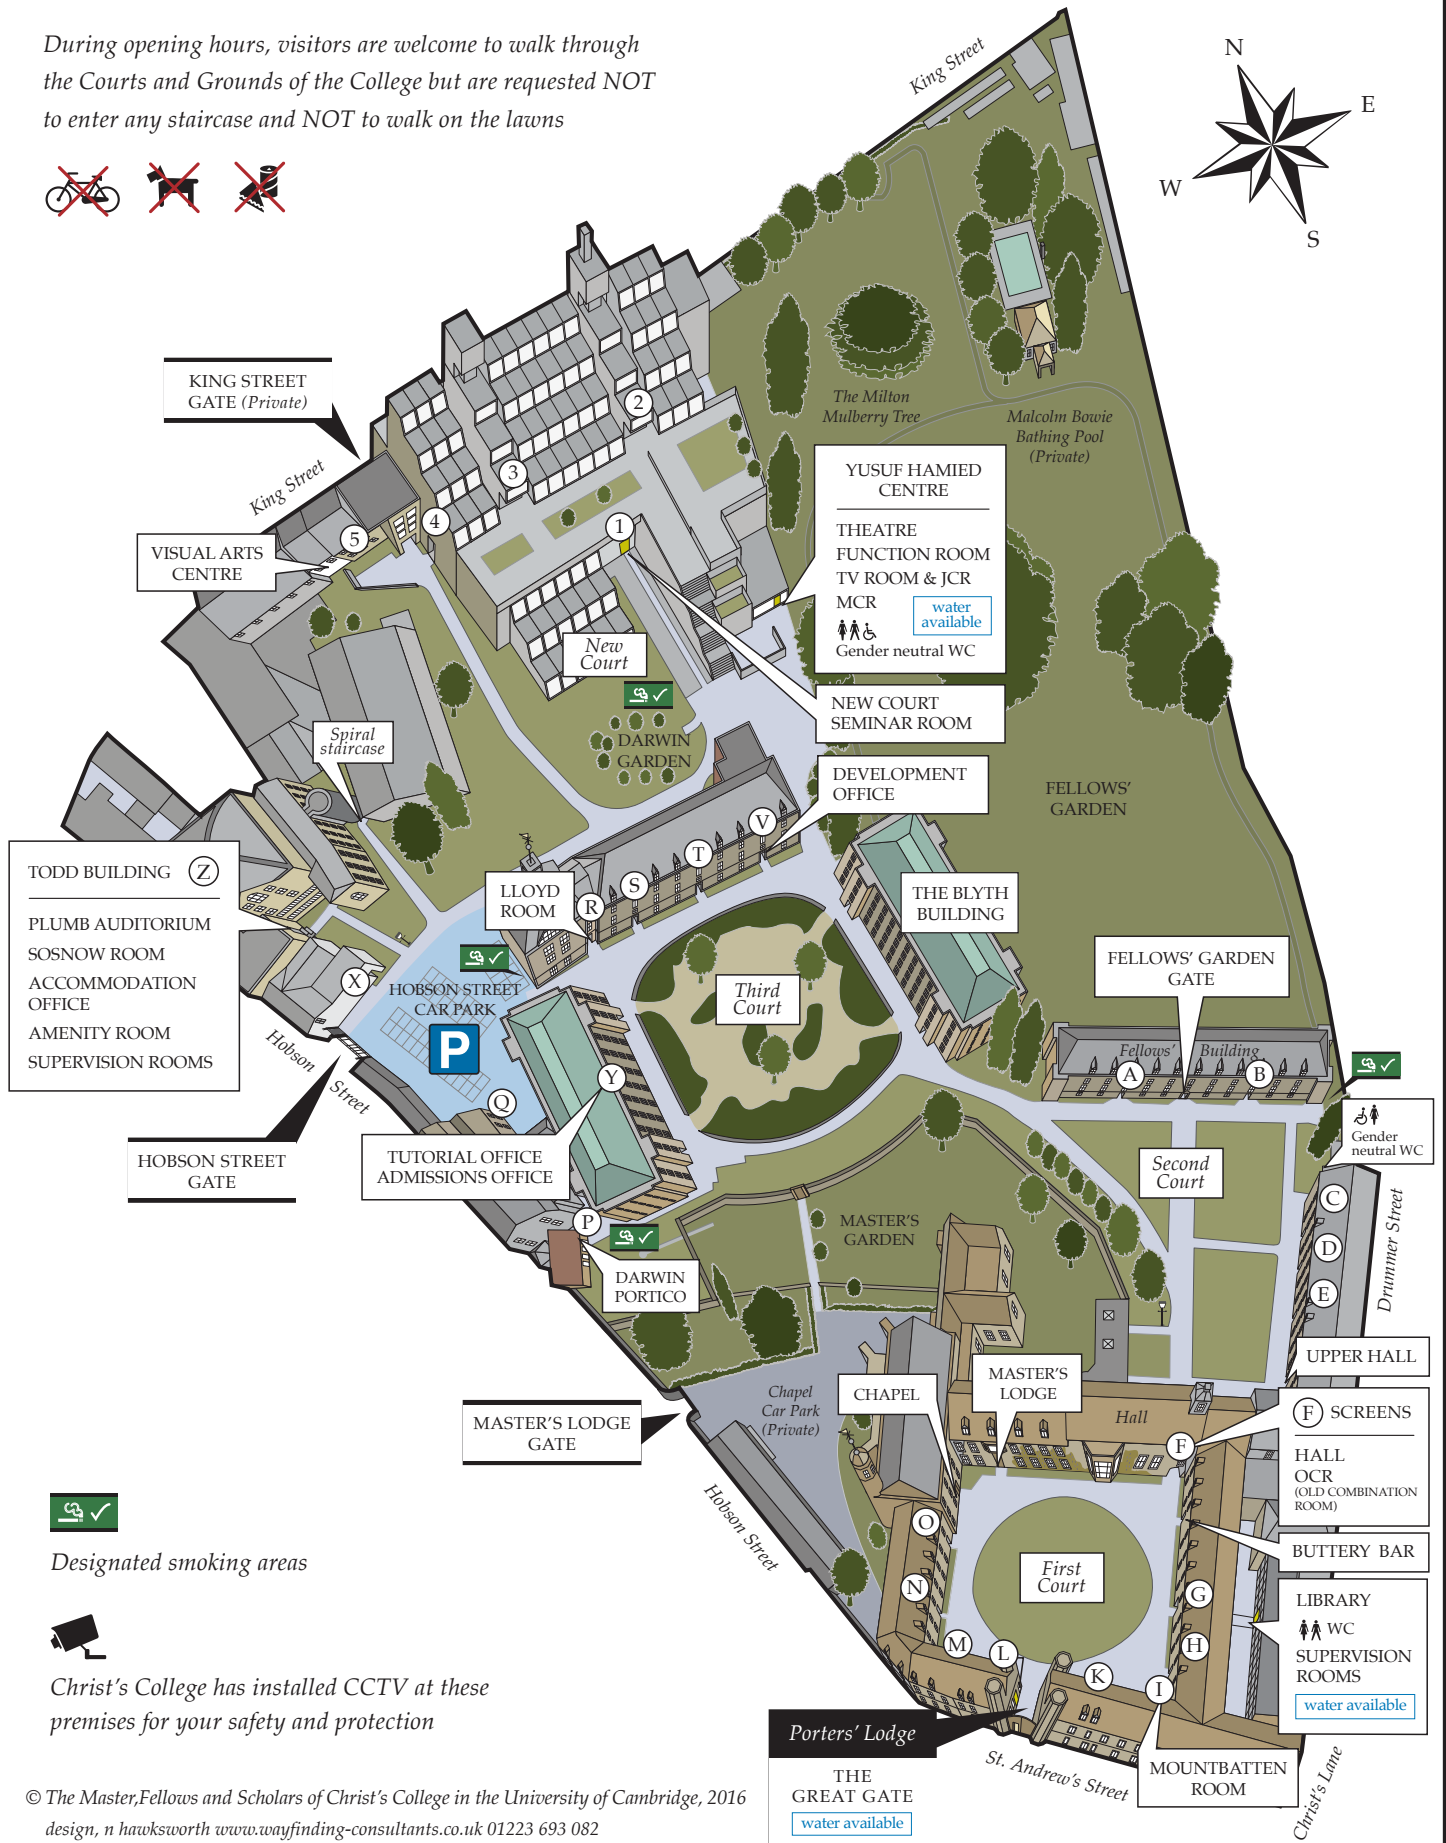 During opening hours, visitors are welcome to walk through
the Courts and Grounds of the College but are requested NOT
to enter any staircase and NOT to walk on the lawns
King Street
N
E
W
S
KING STREET
GATE (Private)
King Street
The Milton
Mulberry Tree
Malcolm Bowie
Bathing Pool
(Private)
2
3
4
5
1
VISUAL ARTS
CENTRE
YUSUF HAMIED
CENTRE
THEATRE
FUNCTION ROOM
TV ROOM & JCR
MCR
water
available
Gender neutral WC
New
Court
NEW COURT
SEMINAR ROOM
Spiral
staircase
DARWIN
GARDEN
DEVELOPMENT
OFFICE
FELLOWS'
GARDEN
V
T
S
R
LLOYD
ROOM
THE BLYTH
BUILDING
TODD BUILDING Z
PLUMB AUDITORIUM
SOSNOW ROOM
ACCOMMODATION
OFFICE
AMENITY ROOM
SUPERVISION ROOMS
X
HOBSON STREET
CAR PARK
P
Third
Court
FELLOWS' GARDEN
GATE
Fellows' Building
A
B
Hobson Street
Y
Q
HOBSON STREET
GATE
TUTORIAL OFFICE
ADMISSIONS OFFICE
Gender
neutral WC
Second
Court
C
D
E
Drummer Street
P
DARWIN
PORTICO
MASTER'S
GARDEN
UPPER HALL
MASTER'S LODGE
GATE
Chapel
Car Park
(Private)
CHAPEL
MASTER'S
LODGE
Hall
F
F SCREENS
HALL
OCR
(OLD COMBINATION
ROOM)
BUTTERY BAR
Hobson Street
O
N
M
L
First
Court
G
H
K
I
LIBRARY
WC
SUPERVISION
ROOMS
water available
Designated smoking areas
Christ's College has installed CCTV at these
premises for your safety and protection
Porters' Lodge
THE
GREAT GATE
water available
St. Andrew's Street
MOUNTBATTEN
ROOM
Christ's Lane
© The Master,Fellows and Scholars of Christ's College in the University of Cambridge, 2016
design, n hawksworth www.wayfinding-consultants.co.uk 01223 693 082